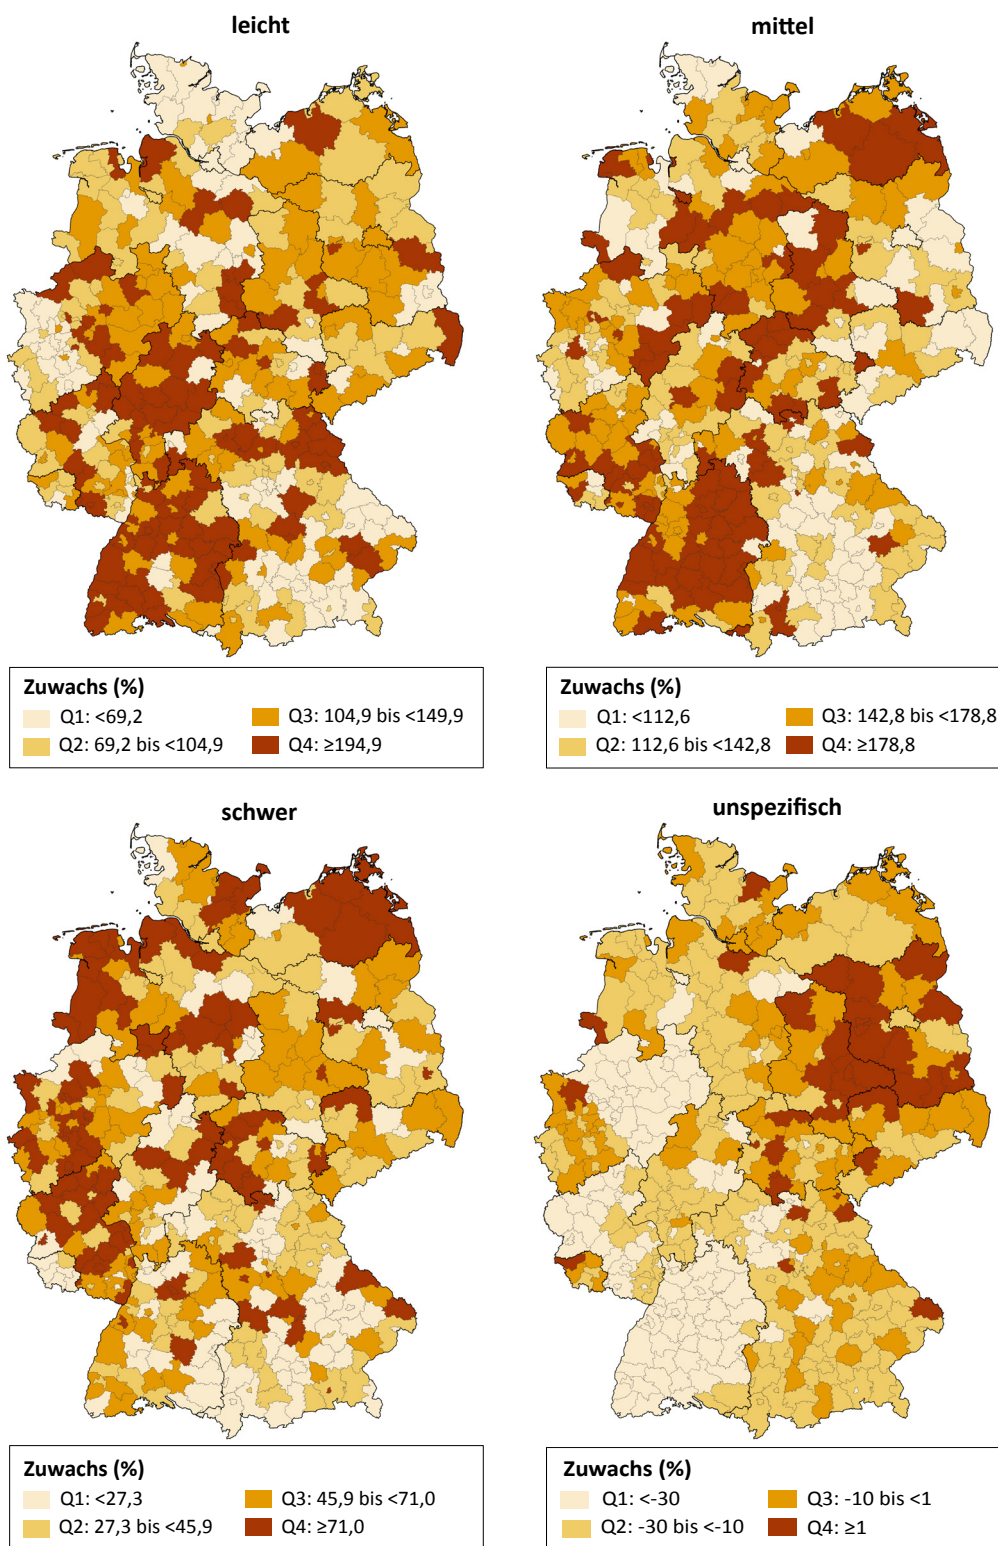 leicht
mittel
Zuwachs (%)
Q1: <69,2
Q3: 104,9 bis <149,9
Q2: 69,2 bis <104,9
Q4: ≥194,9
Zuwachs (%)
Q1: <112,6
Q3: 142,8 bis <178,8
Q2: 112,6 bis <142,8
Q4: ≥178,8
schwer
unspezifisch
Zuwachs (%)
Q1: <27,3
Q3: 45,9 bis <71,0
Q2: 27,3 bis <45,9
Q4: ≥71,0
Zuwachs (%)
Q1: <-30
Q3: -10 bis <1
Q2: -30 bis <-10
Q4: ≥1